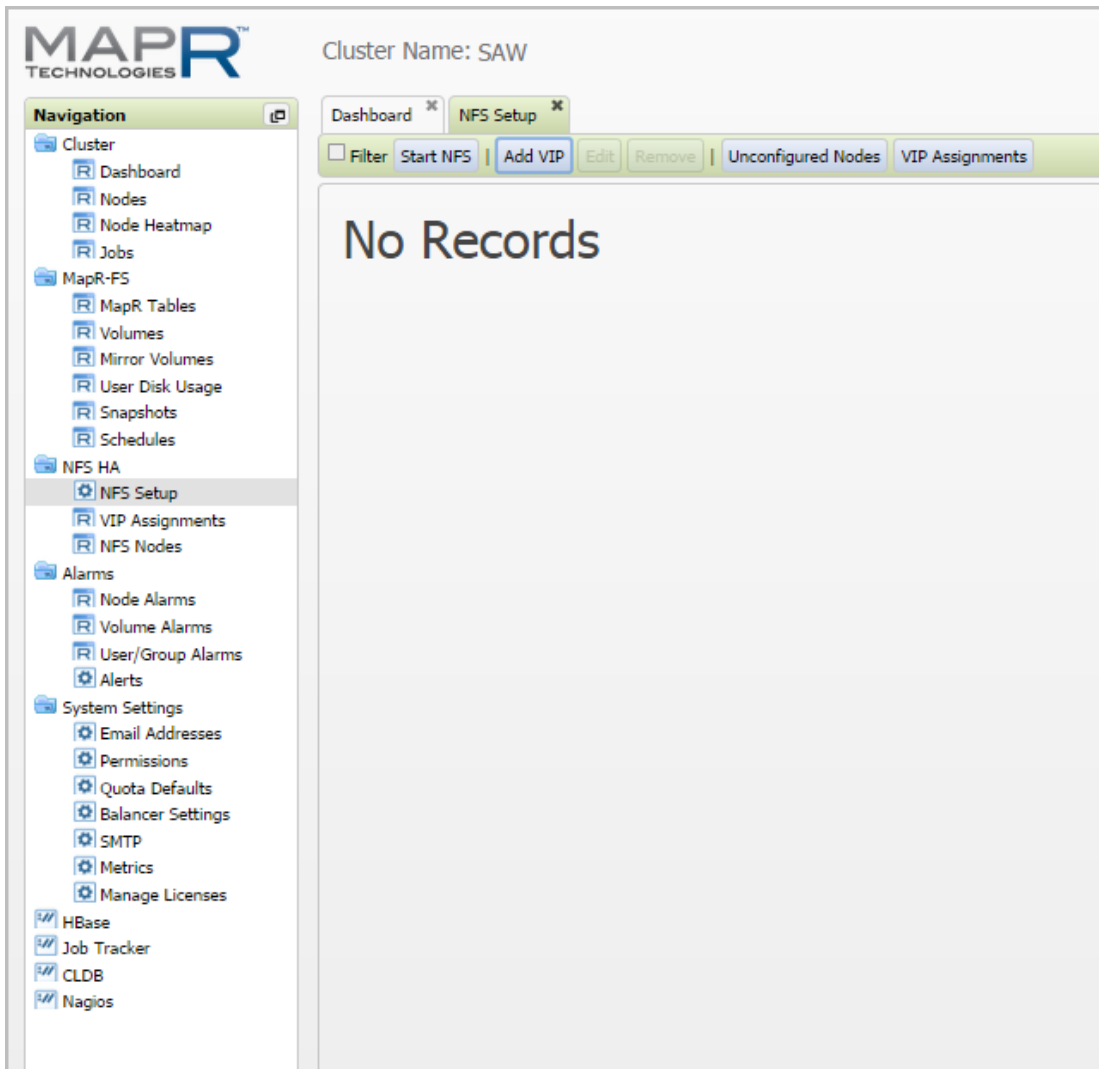 MAPR™
TECHNOLOGIES
Cluster Name: SAW
Navigation
Cluster
Dashboard
Nodes
Node Heatmap
Jobs
MapR-FS
MapR Tables
Volumes
Mirror Volumes
User Disk Usage
Snapshots
Schedules
NFS HA
NFS Setup
VIP Assignments
NFS Nodes
Alarms
Node Alarms
Volume Alarms
User/Group Alarms
Alerts
System Settings
Email Addresses
Permissions
Quota Defaults
Balancer Settings
SMTP
Metrics
Manage Licenses
HBase
Job Tracker
CLDB
Nagios
Dashboard NFS Setup
Filter Start NFS | Add VIP Edit Remove | Unconfigured Nodes VIP Assignments
No Records